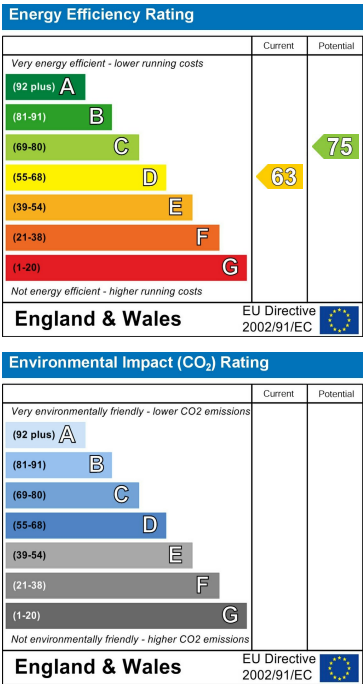 Energy Efficiency Rating
Current Potential
Very energy efficient - lower running costs
(92 plus) A
(81-91) B
(69-80) C
75
(55-68) D
63
(39-54) E
(21-38) F
(1-20) G
Not energy efficient - higher running costs
England & Wales
EU Directive
2002/91/EC
Environmental Impact (CO₂) Rating
Current Potential
Very environmentally friendly - lower CO2 emissions
(92 plus) A
(81-91) B
(69-80) C
(55-68) D
(39-54) E
(21-38) F
(1-20) G
Not environmentally friendly - higher CO2 emissions
England & Wales
EU Directive
2002/91/EC